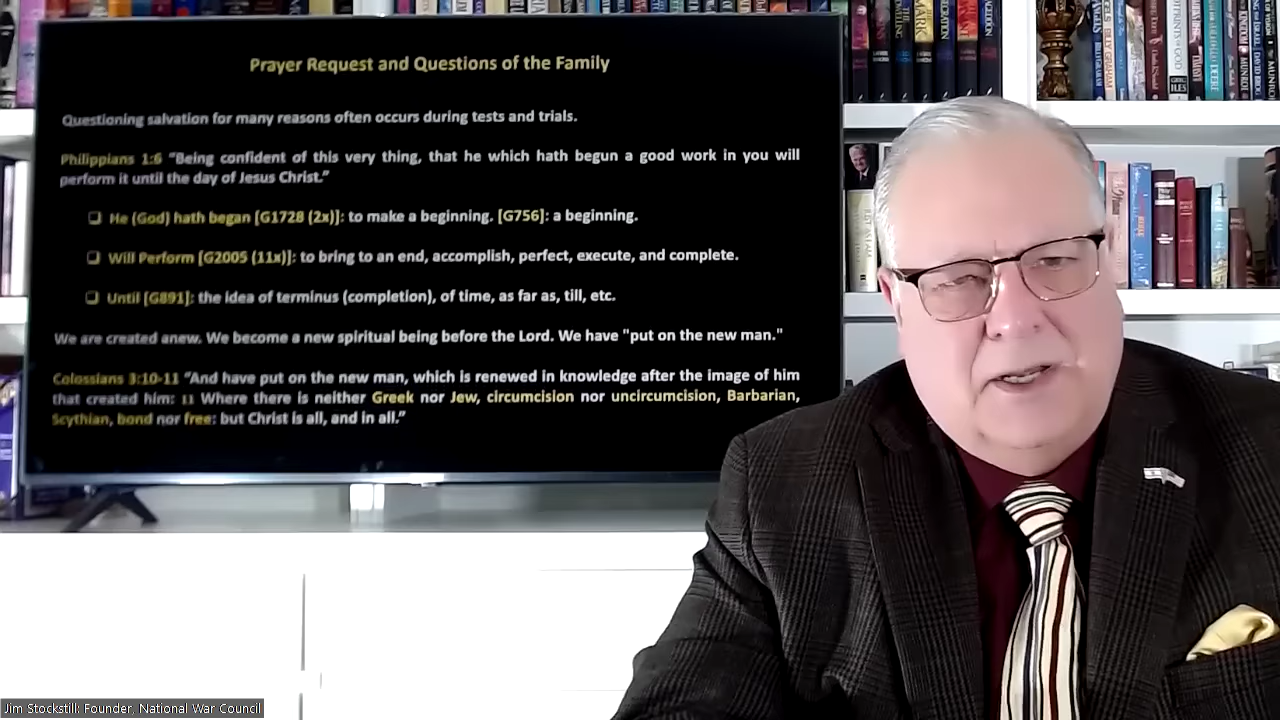 Prayer Request and Questions of the Family
Questioning salvation for many reasons often occurs during tests and trials.
Philippians 1:6 “Being confident of this very thing, that he which hath begun a good work in you will
perform it until the day of Jesus Christ.”
❑ He (God) hath began [G1728 (2x)]: to make a beginning. [G756]: a beginning.
❑ Will Perform [G2005 (11x)]: to bring to an end, accomplish, perfect, execute, and complete.
❑ Until [G891]: the idea of terminus (completion), of time, as far as, till, etc.
We are created anew. We become a new spiritual being before the Lord. We have "put on the new man."
Colossians 3:10-11 “And have put on the new man, which is renewed in knowledge after the image of him
that created him: 11 Where there is neither Greek nor Jew, circumcision nor uncircumcision, Barbarian,
Scythian, bond nor free: but Christ is all, and in all.”
ANGELS BILLY GRAHAM
GREG ILES
Jim Stockstill: Founder, National War Council